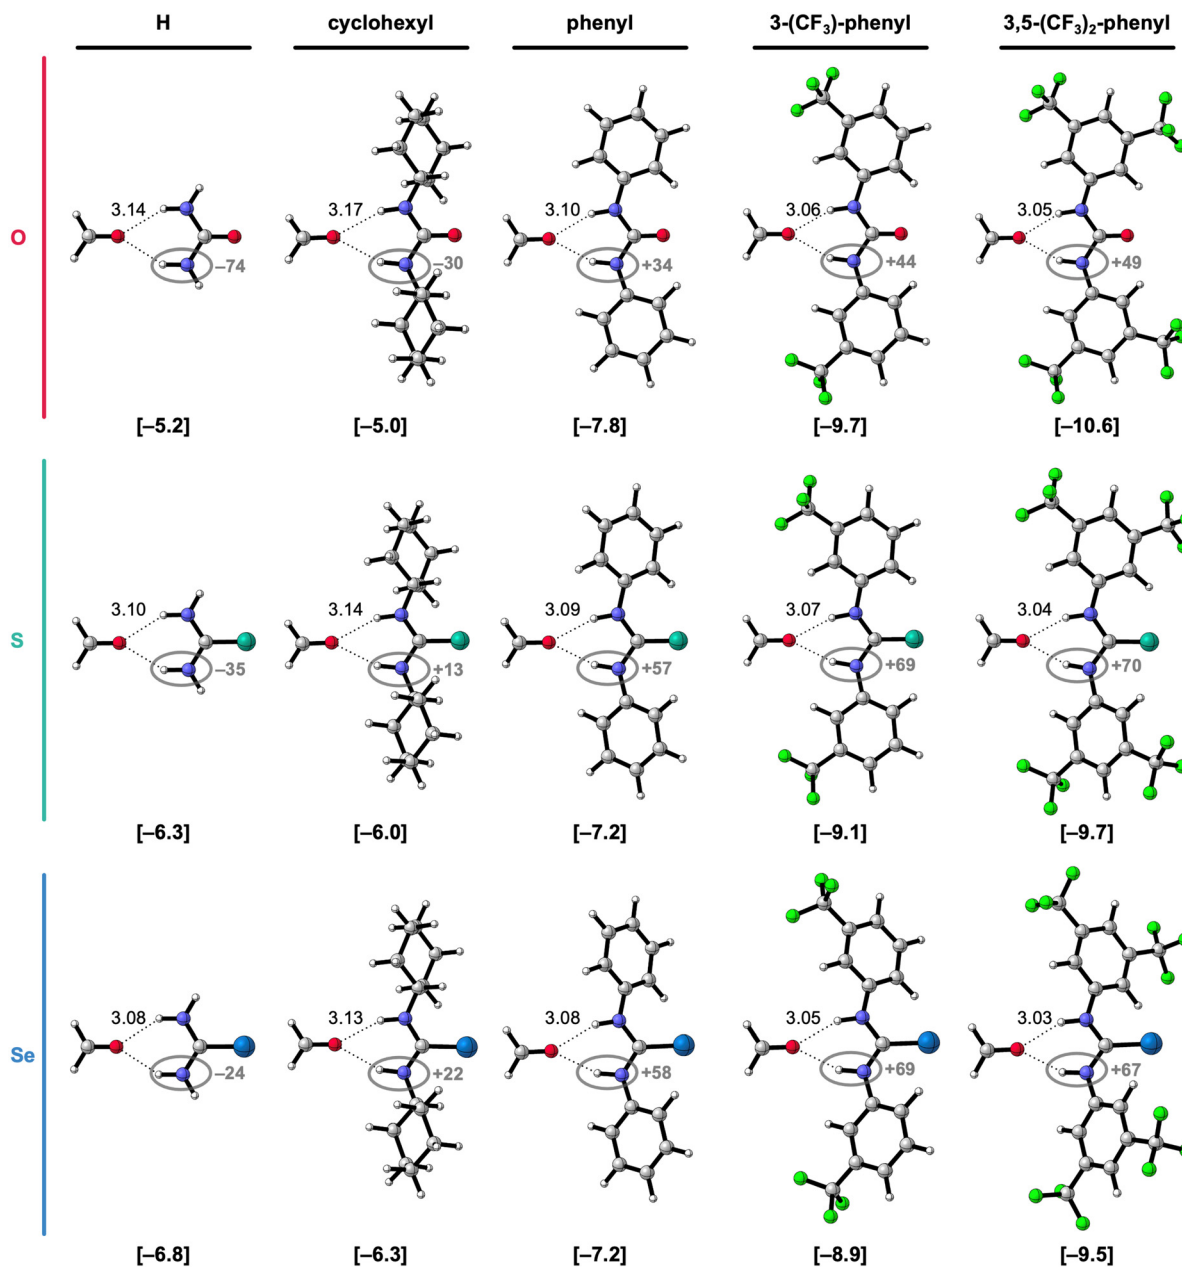 H cyclohexyl phenyl 3-(CF₃)-phenyl 3,5-(CF₃)₂-phenyl
3.14 3.17 3.10 3.06 3.05
O
–74 –30 +34 +44 +49
[–5.2] [–5.0] [–7.8] [–9.7] [–10.6]
3.10 3.14 3.09 3.07 3.04
S
–35 +13 +57 +69 +70
[–6.3] [–6.0] [–7.2] [–9.1] [–9.7]
3.08 3.13 3.08 3.05 3.03
Se
–24 +22 +58 +69 +67
[–6.8] [–6.3] [–7.2] [–8.9] [–9.5]